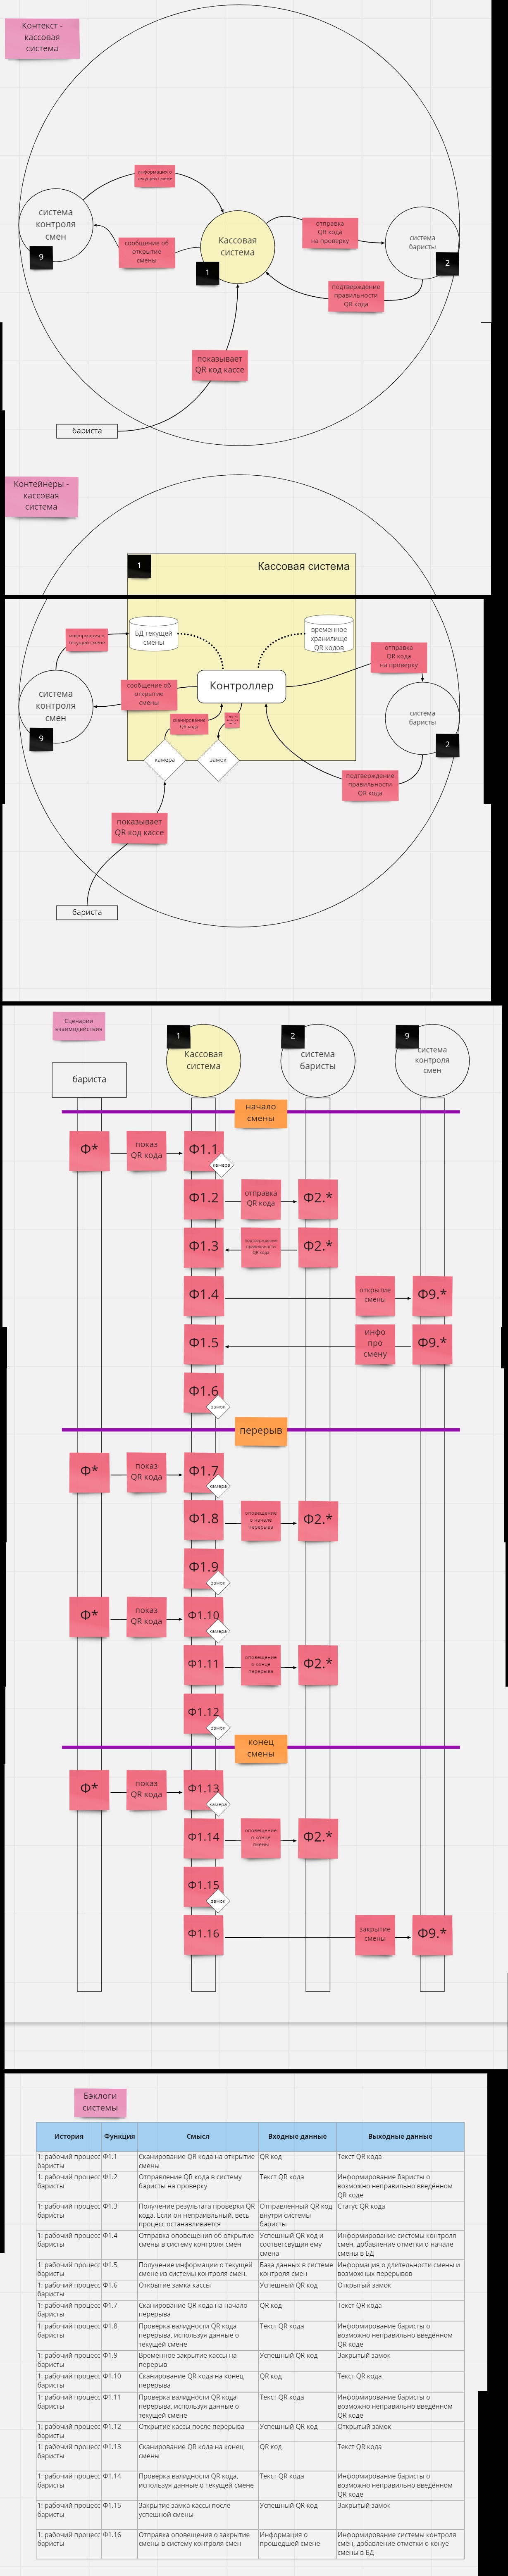 Контекст -
кассовая
система
информация о
текущей смене
система
контроля
смен
9
сообщение об
открытие
смены
Кассовая
система
1
отправка
QR кода
на проверку
система
баристы
2
подтверждение
правильности
QR кода
показывает
QR код кассе
бариста
Контейнеры -
кассовая
система
1
Кассовая система
информация о
текущей смене
БД текущей
смены
временное
хранилище
QR кодов
отправка
QR кода
на проверку
система
контроля
смен
9
сообщение об
открытие
смены
Контроллер
система
баристы
2
сканирование
QR кода
камера
замок
подтверждение
правильности
QR кода
показывает
QR код кассе
бариста
Сценарии
взаимодействия
бариста
1
Кассовая
система
2
система
баристы
9
система
контроля
смен
начало
смены
Ф*
показ
QR кода
Ф1.1
камера
Ф1.2
отправка
QR кода
Ф2.*
Ф1.3
подтверждение
правильности
QR кода
Ф2.*
Ф1.4
открытие
смены
Ф9.*
Ф1.5
инфо
про
смену
Ф9.*
Ф1.6
замок
перерыв
Ф*
показ
QR кода
Ф1.7
камера
Ф1.8
оповещение
о начале
перерыва
Ф2.*
Ф1.9
замок
Ф*
показ
QR кода
Ф1.10
камера
Ф1.11
оповещение
о конце
перерыва
Ф2.*
Ф1.12
замок
конец
смены
Ф*
показ
QR кода
Ф1.13
камера
Ф1.14
оповещение
о конце
смены
Ф2.*
Ф1.15
замок
Ф1.16
закрытие
смены
Ф9.*
Бэклоги
системы
История Функция Смысл Входные данные Выходные данные
1: рабочий процесс Ф1.1 Сканирование QR кода на открытие QR код Текст QR кода
баристы смены
1: рабочий процесс Ф1.2 Отправление QR кода в систему Текст QR кода Информирование баристы о
баристы баристы на проверку возможно неправильно введённом
QR коде
1: рабочий процесс Ф1.3 Получение результата проверки QR Отправленный QR код Статус QR кода
баристы кода. Если он неправильный, весь внутри системы
процесс останавливается баристы
1: рабочий процесс Ф1.4 Отправка оповещения об открытии Успешный QR код и Информирование системы контроля
баристы смены в систему контроля смен соответсвущия ему смен, добавление отметки о начале
смена смены в БД
1: рабочий процесс Ф1.5 Получение информации о текущей База данных в системе Информация о длительности смены и
баристы смене из системы контроля смен. контроля смен возможных перерывов
1: рабочий процесс Ф1.6 Открытие замка кассы Успешный QR код Открытый замок
баристы
1: рабочий процесс Ф1.7 Сканирование QR кода на начало QR код Текст QR кода
баристы перерыва
1: рабочий процесс Ф1.8 Проверка валидности QR кода Текст QR кода Информирование баристы о
баристы перерыва, используя данные о возможно неправильно введённом
текущей смене QR коде
1: рабочий процесс Ф1.9 Временное закрытие кассы на Успешный QR код Закрытый замок
баристы перерыв
1: рабочий процесс Ф1.10 Сканирование QR кода на конец QR код Текст QR кода
баристы перерыва
1: рабочий процесс Ф1.11 Проверка валидности QR кода Текст QR кода Информирование баристы о
баристы перерыва, используя данные о возможно неправильно введённом
текущей смене QR коде
1: рабочий процесс Ф1.12 Открытие кассы после перерыва Успешный QR код Открытый замок
баристы
1: рабочий процесс Ф1.13 Сканирование QR кода на конец QR код Текст QR кода
баристы смены
1: рабочий процесс Ф1.14 Проверка валидности QR кода, Текст QR кода Информирование баристы о
баристы используя данные о текущей смене возможно неправильно введённом
QR коде
1: рабочий процесс Ф1.15 Закрытие замка кассы после Успешный QR код Закрытый замок
баристы успешной смены
1: рабочий процесс Ф1.16 Отправка оповещения о закрытии Информация о Информирование системы контроля
баристы смены в систему контроля смен прошедшей смене смен, добавление отметки о конуе
смены в БД